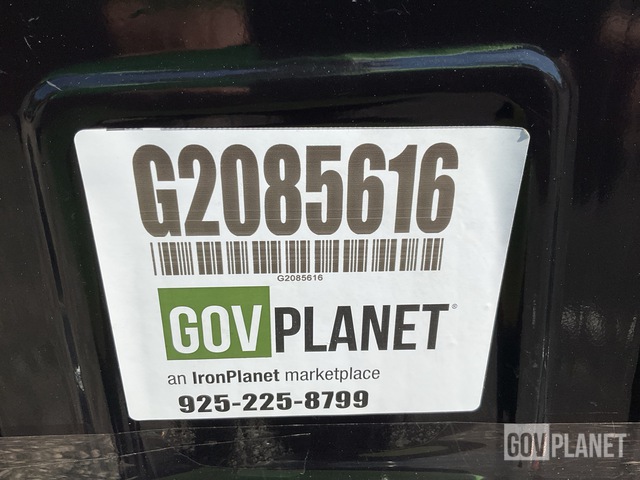 G2085616
G2085616
GOVPLANET®
an IronPlanet marketplace
925-225-8799
GOVPLANET